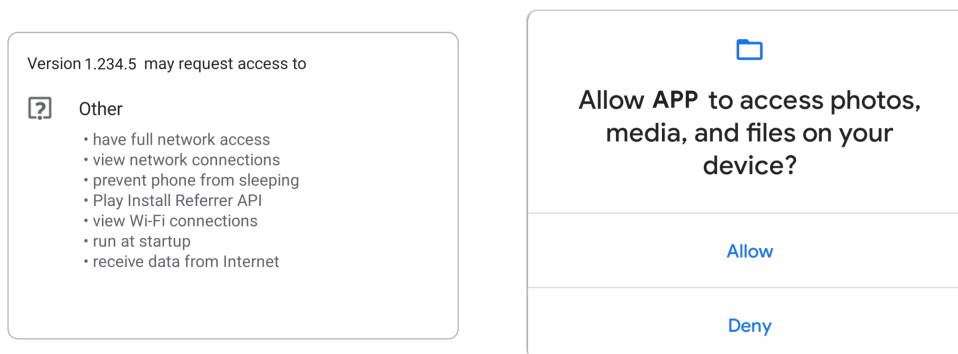 Version 1.234.5 may request access to
Other
• have full network access
• view network connections
• prevent phone from sleeping
• Play Install Referrer API
• view Wi-Fi connections
• run at startup
• receive data from Internet
Allow APP to access photos,
media, and files on your
device?
Allow
Deny